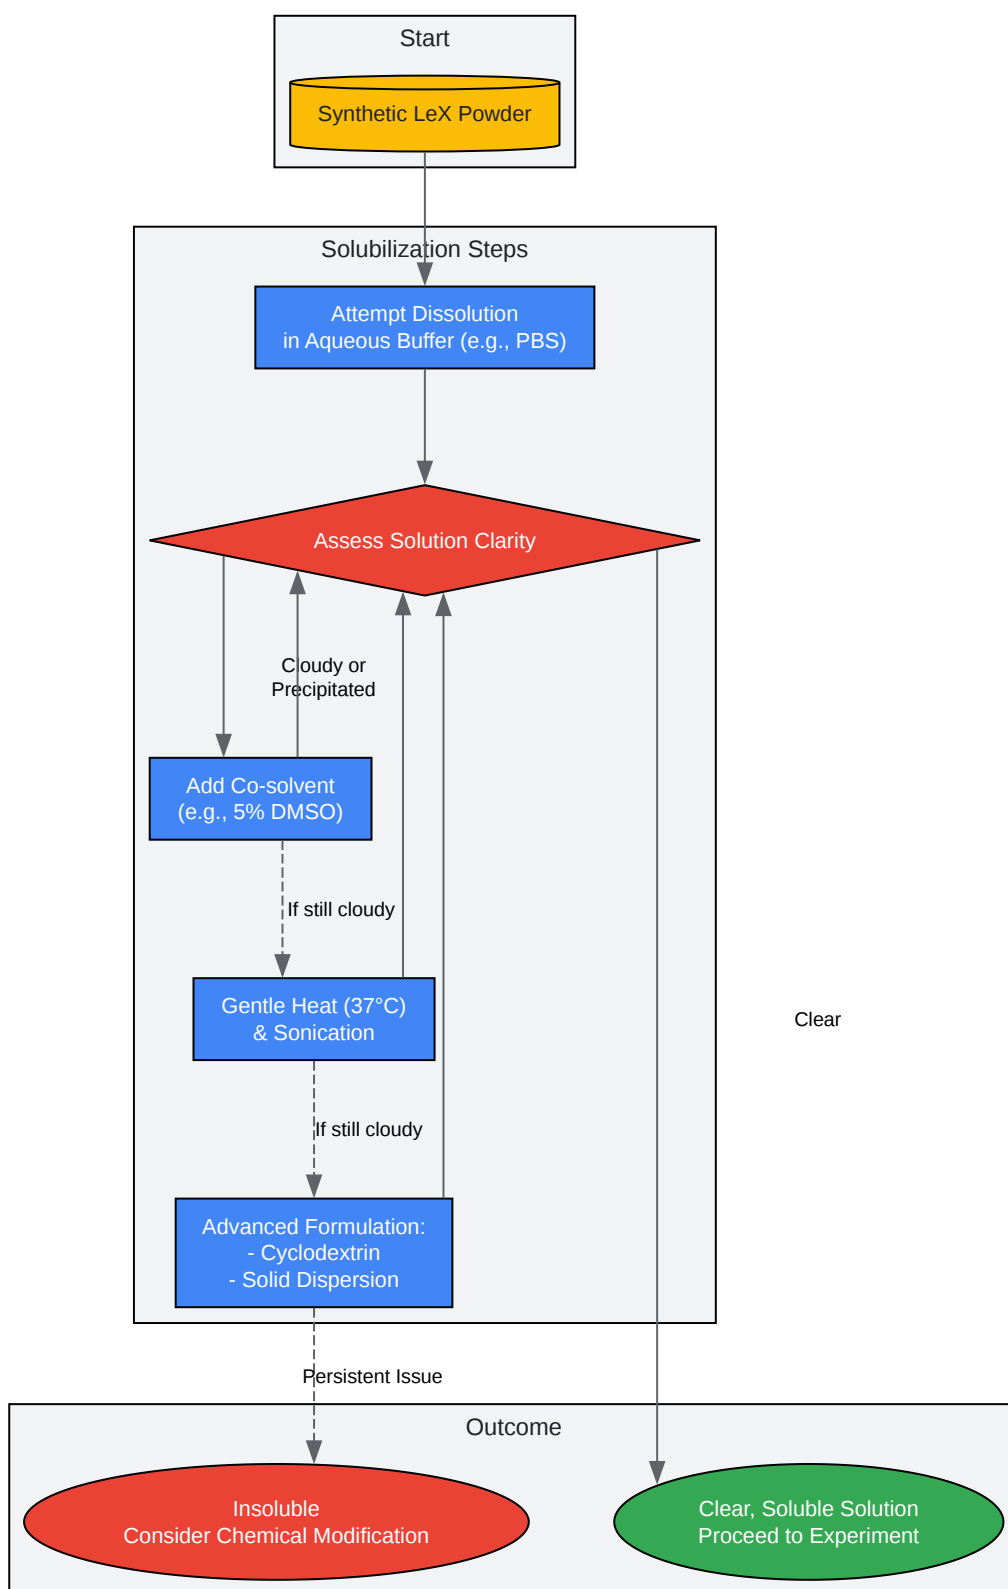 Start
Synthetic LeX Powder
Solubilization Steps
Attempt Dissolution
in Aqueous Buffer (e.g., PBS)
Assess Solution Clarity
Cloudy or
Precipitated
Add Co-solvent
(e.g., 5% DMSO)
If still cloudy
Gentle Heat (37°C)
& Sonication
Clear
If still cloudy
Advanced Formulation:
- Cyclodextrin
- Solid Dispersion
Persistent Issue
Outcome
Insoluble
Consider Chemical Modification
Clear, Soluble Solution
Proceed to Experiment